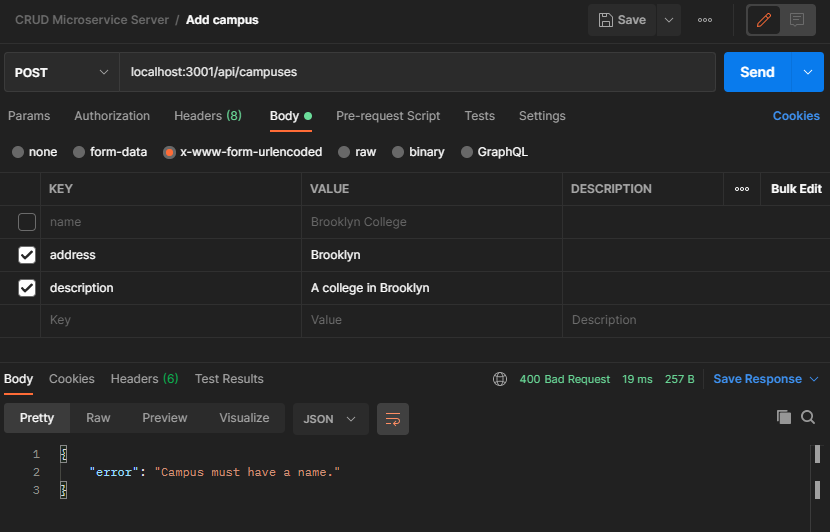 CRUD Microservice Server / Add campus
Save
POST
localhost:3001/api/campuses
Send
Params Authorization Headers (8) Body Pre-request Script Tests Settings Cookies
none form-data x-www-form-urlencoded raw binary GraphQL
KEY VALUE DESCRIPTION Bulk Edit
name Brooklyn College
address Brooklyn
description A college in Brooklyn
Key Value Description
Body Cookies Headers (6) Test Results 400 Bad Request 19 ms 257 B Save Response
Pretty Raw Preview Visualize JSON
1 {
2 "error": "Campus must have a name."
3 }